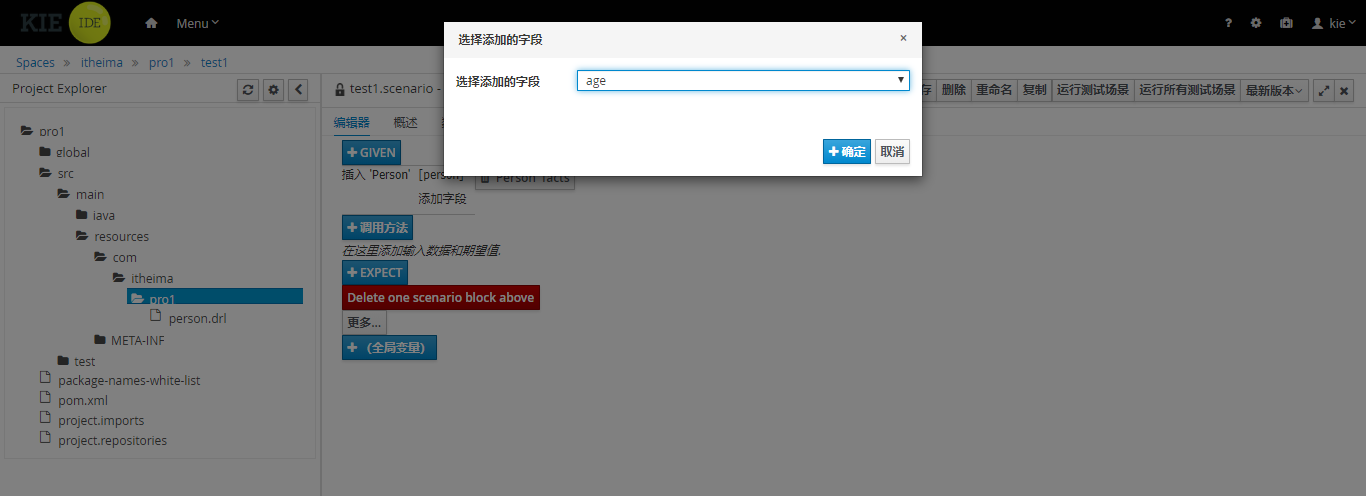 KIE IDE Menu ? kie
选择添加的字段 ×
Spaces » itheima » pro1 » test1
选择添加的字段 age
Project Explorer
test1.scenario -
删除 重命名 复制 运行测试场景 运行所有测试场景 最新版本
编辑器 概述
pro1
global
src
main
java
resources
com
itheima
pro1
person.drl
META-INF
test
package-names-white-list
pom.xml
project.imports
project.repositories
确定 取消
GIVEN
插入 'Person' [person]
Person facts
添加字段
调用方法
在这里添加输入数据和期望值.
EXPECT
Delete one scenario block above
更多...
(全局变量)